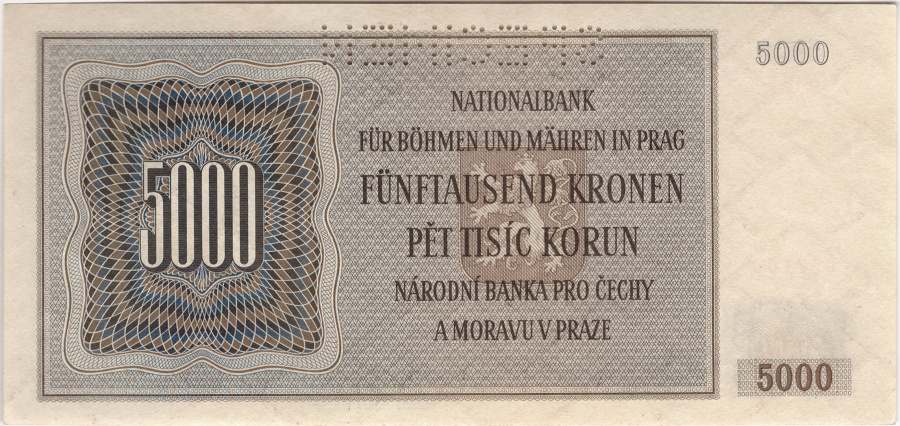 5000
NATIONALBANK
FÜR BÖHMEN UND MÄHREN IN PRAG
FÜNFTAUSEND KRONEN
PĚT TISÍC KORUN
NÁRODNÍ BANKA PRO ČECHY
A MORAVU V PRAZE
5000
5000